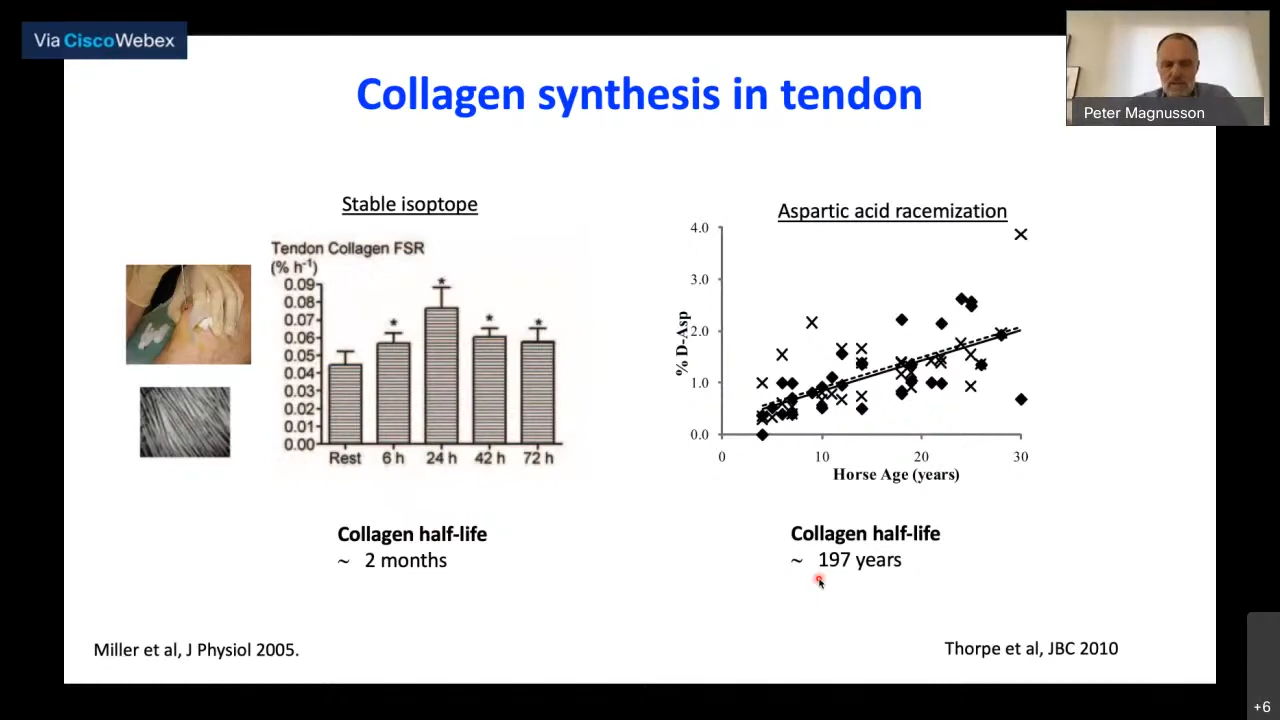 Via CiscoWebex
Peter Magnusson
Collagen synthesis in tendon
Stable isoptope
Tendon Collagen FSR
(% h⁻¹)
0.09
0.08
0.07
0.06
0.05
0.04
0.03
0.02
0.01
0.00
*
*
*
*
Rest 6 h 24 h 42 h 72 h
Collagen half-life
~ 2 months
Miller et al, J Physiol 2005.
Aspartic acid racemization
% D-Asp
4.0
3.0
2.0
1.0
0.0
0 10 20 30
Horse Age (years)
Collagen half-life
~ 197 years
Thorpe et al, JBC 2010
+6